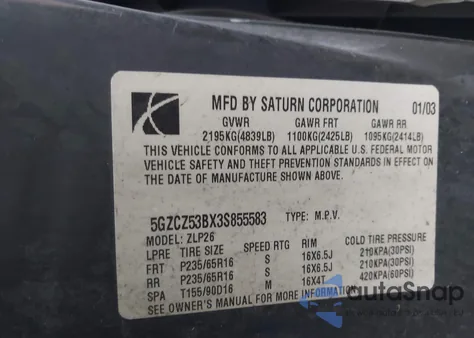 MFD BY SATURN CORPORATION 01/03
GVWR GAWR FRT GAWR RR
2195KG(4839LB) 1100KG(2425LB) 1095KG(2414LB)
THIS VEHICLE CONFORMS TO ALL APPLICABLE U.S. FEDERAL MOTOR
VEHICLE SAFETY AND THEFT PREVENTION STANDARDS IN EFFECT ON
THE DATE OF MANUFACTURE SHOWN ABOVE.
5GZCZ53BX3S855583 TYPE: M.P.V.
MODEL: ZLP26
LPRE TIRE SIZE SPEED RTG RIM COLD TIRE PRESSURE
FRT P235/65R16 S 16X6.5J 210KPA(30PSI)
RR P235/65R16 S 16X6.5J 210KPA(30PSI)
SPA T155/90D16 M 16X4T 420KPA(60PSI)
SEE OWNER'S MANUAL FOR MORE INFORMATION.
autoSnap